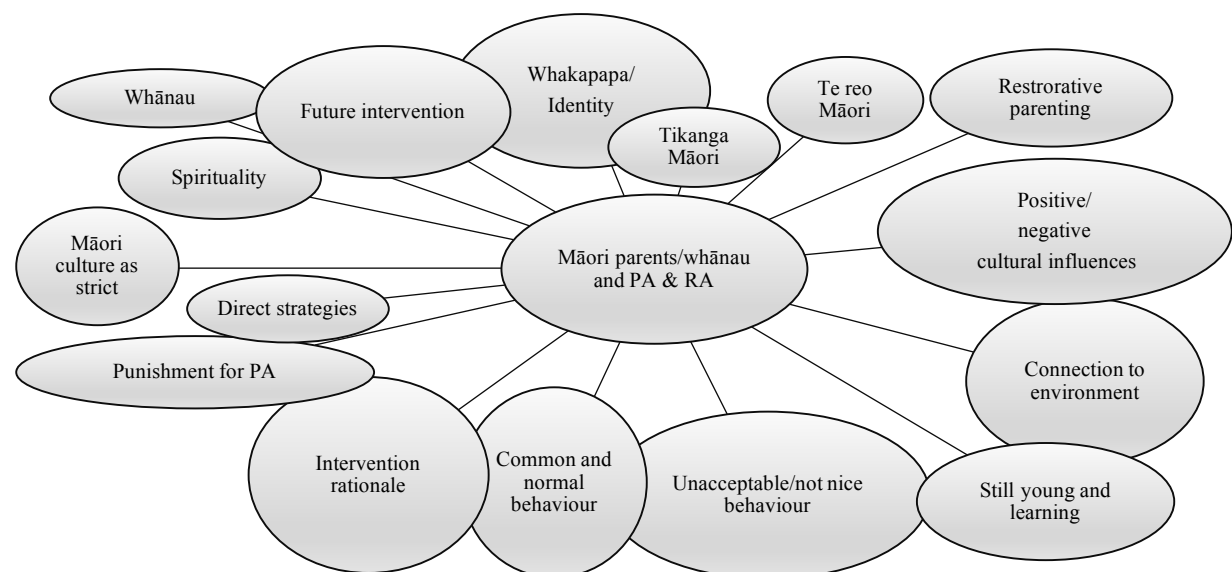 Whānau
Future intervention
Whakapapa/
Identity
Tikanga
Māori
Te reo
Māori
Restrorative
parenting
Spirituality
Māori
culture as
strict
Direct strategies
Punishment for PA
Māori parents/whānau
and PA & RA
Positive/
negative
cultural influences
Connection to
environment
Intervention
rationale
Common and
normal
behaviour
Unacceptable/not nice
behaviour
Still young and
learning